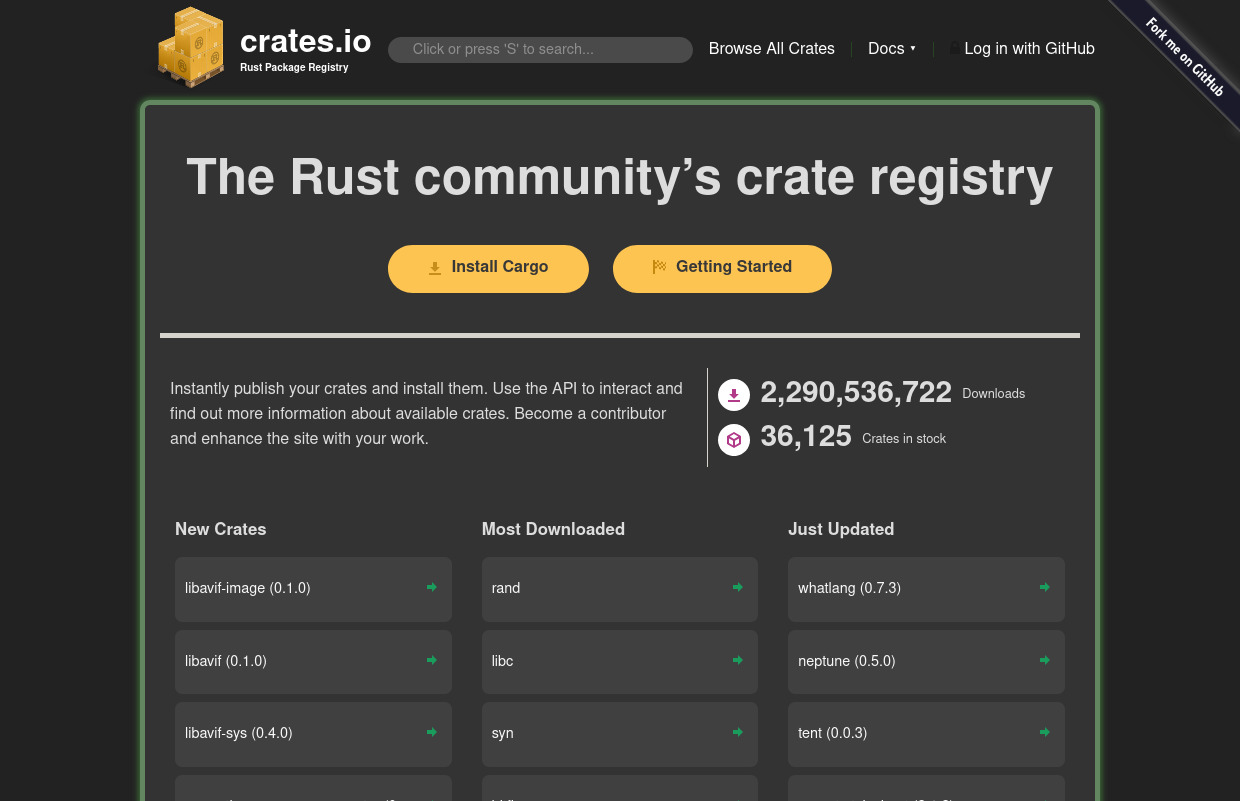 crates.io
Rust Package Registry
Click or press 'S' to search...
Browse All Crates
Docs ▾
Log in with GitHub
Fork me on GitHub
The Rust community’s crate registry
Install Cargo
Getting Started
Instantly publish your crates and install them. Use the API to interact and
find out more information about available crates. Become a contributor
and enhance the site with your work.
2,290,536,722 Downloads
36,125 Crates in stock
New Crates
libavif-image (0.1.0)
libavif (0.1.0)
libavif-sys (0.4.0)
Most Downloaded
rand
libc
syn
Just Updated
whatlang (0.7.3)
neptune (0.5.0)
tent (0.0.3)